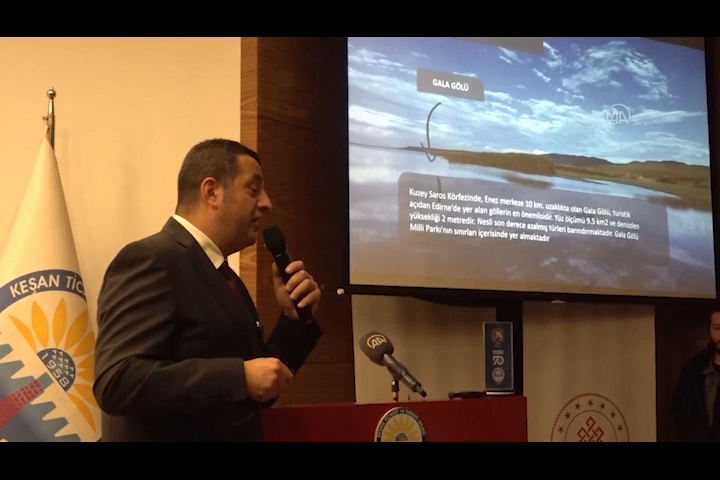 GALA GÖLÜ
AA
Kuzey Saros Körfezinde, Enez merkeze 10 km. uzaklıkta olan Gala Gölü, turistik
açıdan Edirne'de yer alan göllerin en önemlisidir. Yüz ölçümü 9.5 km2 ve denizden
yüksekliği 2 metredir. Nesli son derece azalmış türleri barındırmaktadır. Gala Gölü
Milli Parkı'nın sınırları içerisinde yer almaktadır
KEŞAN TİC
1958
AA